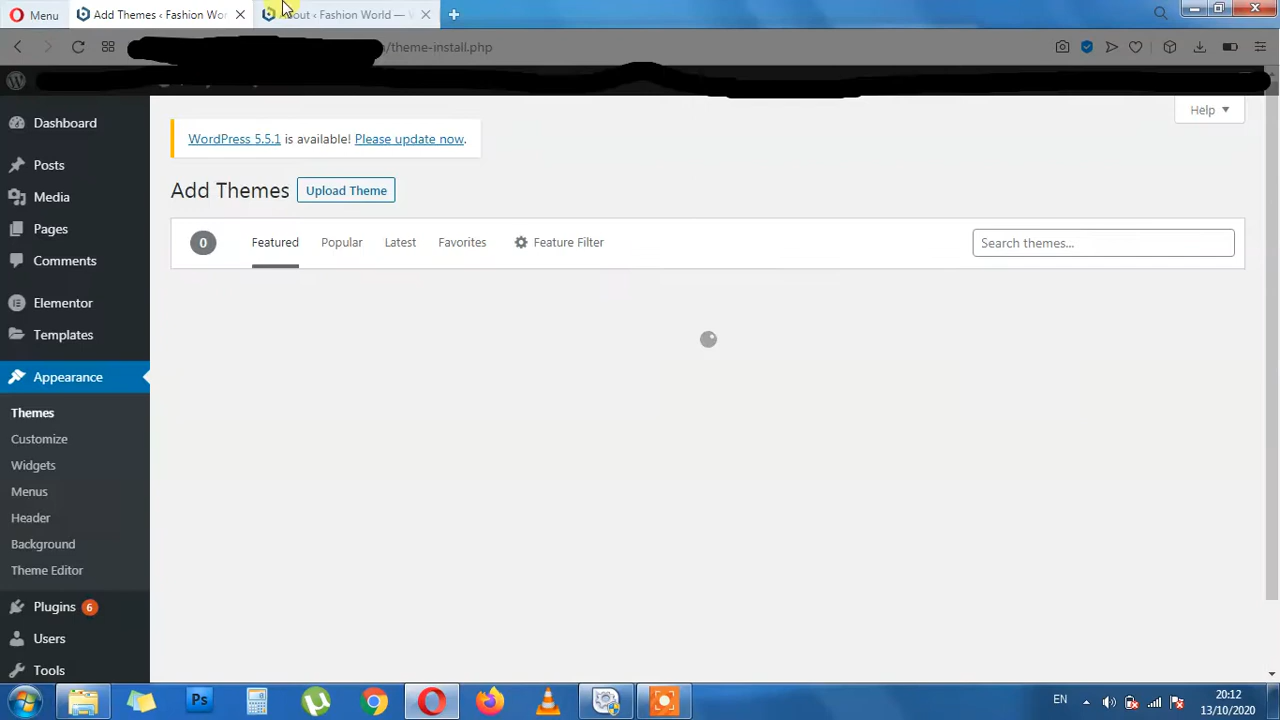 Menu
Add Themes ‹ Fashion Wor
out ‹ Fashion World — W
/theme-install.php
Help
Dashboard
WordPress 5.5.1 is available! Please update now.
Posts
Add Themes
Upload Theme
Media
Pages
0
Featured
Popular
Latest
Favorites
Feature Filter
Search themes...
Comments
Elementor
Templates
Appearance
Themes
Customize
Widgets
Menus
Header
Background
Theme Editor
Plugins 6
Users
Tools
Ps
EN
20:12
13/10/2020